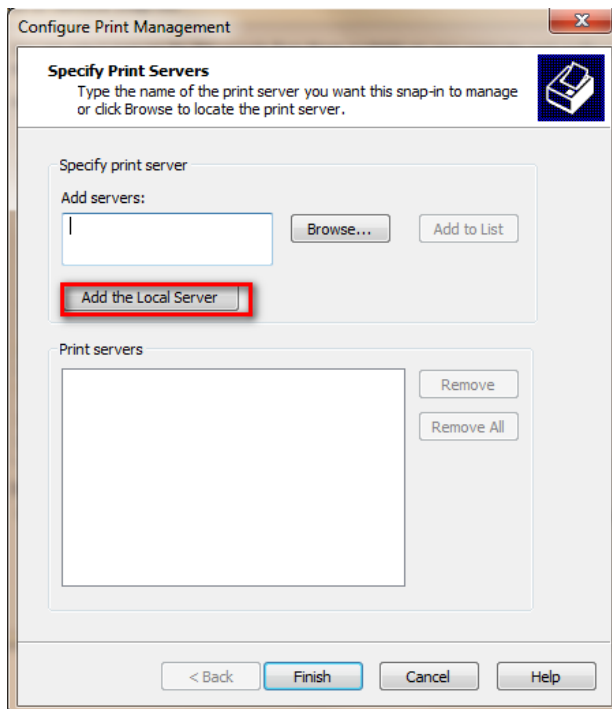 Configure Print Management
Specify Print Servers
Type the name of the print server you want this snap-in to manage
or click Browse to locate the print server.
Specify print server
Add servers:
Browse...
Add to List
Add the Local Server
Print servers
Remove
Remove All
< Back
Finish
Cancel
Help